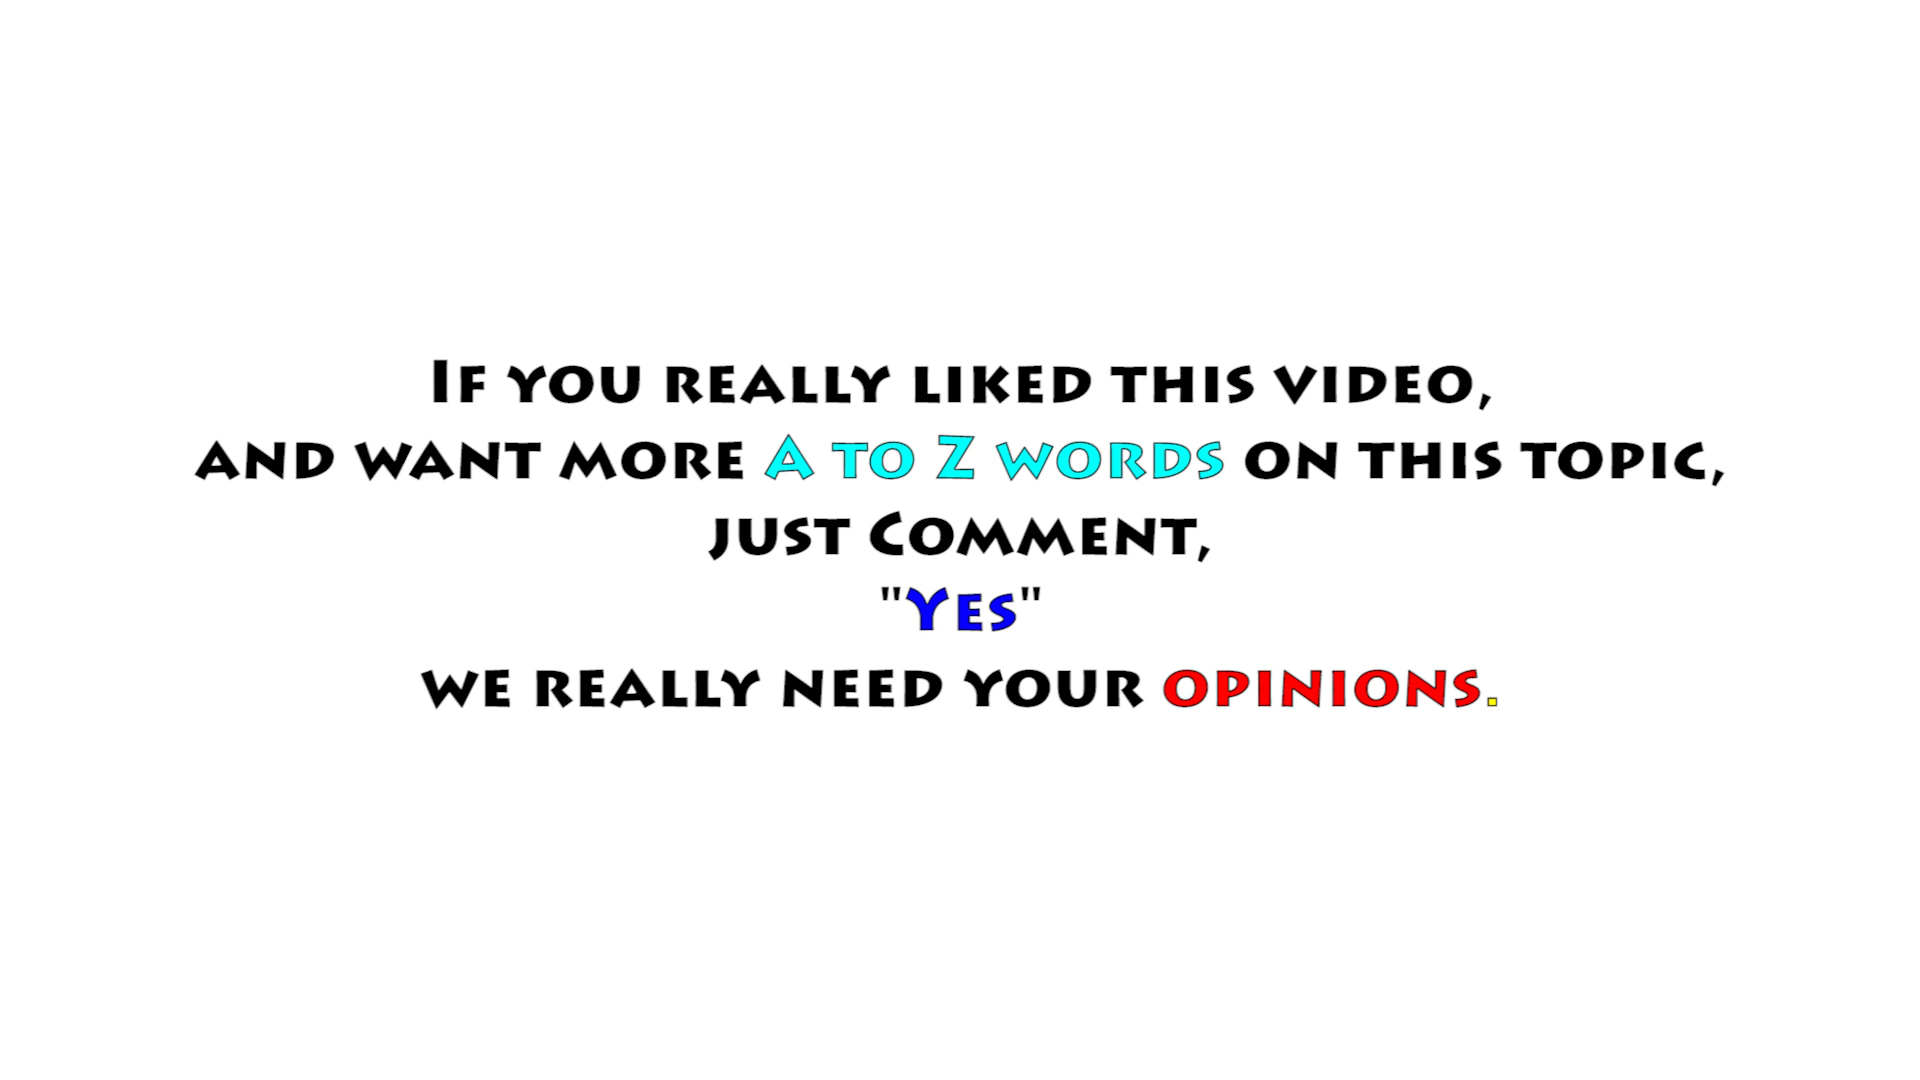 If you really liked this video,
and want more A to Z words on this topic,
just Comment,
"Yes"
we really need your opinions.